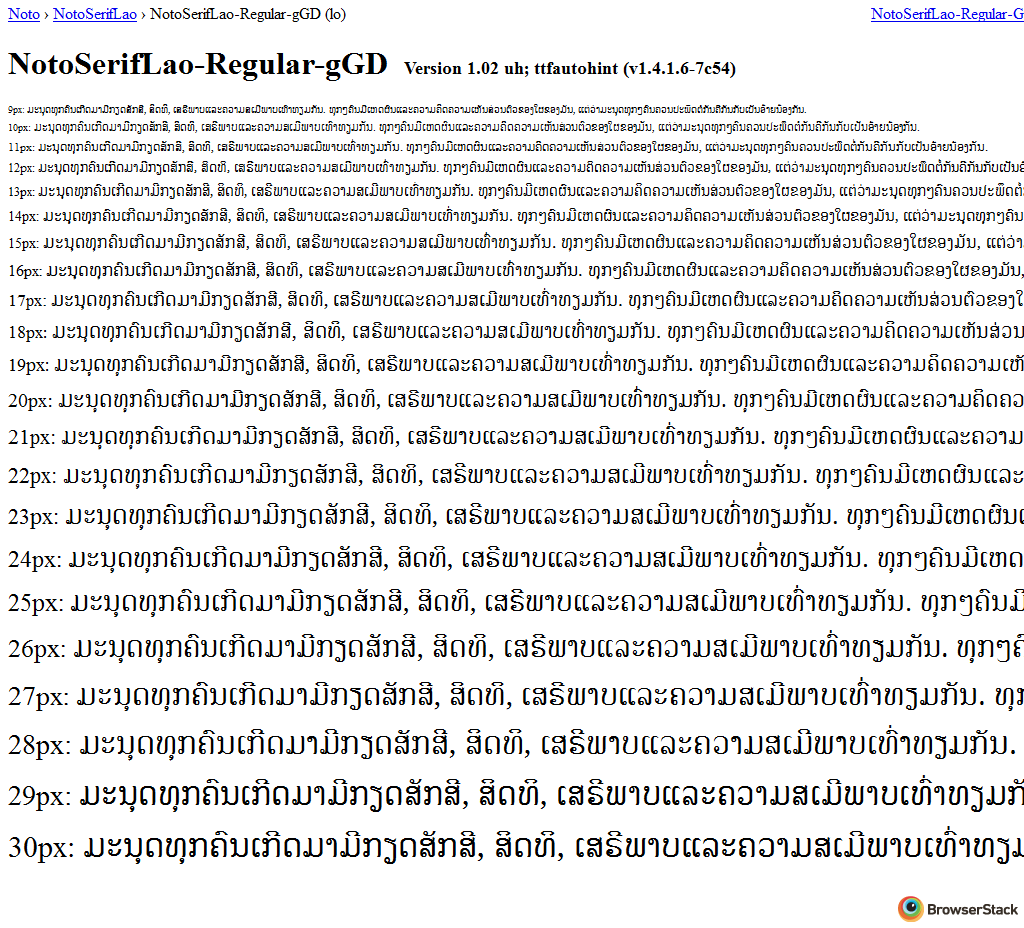 Noto › NotoSerifLao › NotoSerifLao-Regular-gGD (lo) NotoSerifLao-Regular-G
NotoSerifLao-Regular-gGD Version 1.02 uh; ttfautohint (v1.4.1.6-7c54)
9px: ມະນຸດທຸກຄົນເກີດມາມີກຽດສັກສີ, ສິດທິ, ເສຣີພາບແລະຄວາມສເມີພາບເທົ່າທຽມກັນ. ທຸກໆຄົນມີເຫດຜົນແລະຄວາມຄິດຄວາມເຫັນສ່ວນຕົວຂອງໃຜຂອງມັນ, ແຕ່ວ່າມະນຸດທຸກໆຄົນຄວນປະພຶດຕໍ່ກັນຄືກັນກັບເປັນອ້າຍນ້ອງກັນ.
10px: ມະນຸດທຸກຄົນເກີດມາມີກຽດສັກສີ, ສິດທິ, ເສຣີພາບແລະຄວາມສເມີພາບເທົ່າທຽມກັນ. ທຸກໆຄົນມີເຫດຜົນແລະຄວາມຄິດຄວາມເຫັນສ່ວນຕົວຂອງໃຜຂອງມັນ, ແຕ່ວ່າມະນຸດທຸກໆຄົນຄວນປະພຶດຕໍ່ກັນຄືກັນກັບເປັນອ້າຍນ້ອງກັນ.
11px: ມະນຸດທຸກຄົນເກີດມາມີກຽດສັກສີ, ສິດທິ, ເສຣີພາບແລະຄວາມສເມີພາບເທົ່າທຽມກັນ. ທຸກໆຄົນມີເຫດຜົນແລະຄວາມຄິດຄວາມເຫັນສ່ວນຕົວຂອງໃຜຂອງມັນ, ແຕ່ວ່າມະນຸດທຸກໆຄົນຄວນປະພຶດຕໍ່ກັນຄືກັນກັບເປັນອ້າຍນ້ອງກັນ.
12px: ມະນຸດທຸກຄົນເກີດມາມີກຽດສັກສີ, ສິດທິ, ເສຣີພາບແລະຄວາມສເມີພາບເທົ່າທຽມກັນ. ທຸກໆຄົນມີເຫດຜົນແລະຄວາມຄິດຄວາມເຫັນສ່ວນຕົວຂອງໃຜຂອງມັນ, ແຕ່ວ່າມະນຸດທຸກໆຄົນຄວນປະພຶດຕໍ່ກັນຄືກັນກັບເປັນ
13px: ມະນຸດທຸກຄົນເກີດມາມີກຽດສັກສີ, ສິດທິ, ເສຣີພາບແລະຄວາມສເມີພາບເທົ່າທຽມກັນ. ທຸກໆຄົນມີເຫດຜົນແລະຄວາມຄິດຄວາມເຫັນສ່ວນຕົວຂອງໃຜຂອງມັນ, ແຕ່ວ່າມະນຸດທຸກໆຄົນຄວນປະພຶດຕໍ່
14px: ມະນຸດທຸກຄົນເກີດມາມີກຽດສັກສີ, ສິດທິ, ເສຣີພາບແລະຄວາມສເມີພາບເທົ່າທຽມກັນ. ທຸກໆຄົນມີເຫດຜົນແລະຄວາມຄິດຄວາມເຫັນສ່ວນຕົວຂອງໃຜຂອງມັນ, ແຕ່ວ່າມະນຸດທຸກໆຄົນ
15px: ມະນຸດທຸກຄົນເກີດມາມີກຽດສັກສີ, ສິດທິ, ເສຣີພາບແລະຄວາມສເມີພາບເທົ່າທຽມກັນ. ທຸກໆຄົນມີເຫດຜົນແລະຄວາມຄິດຄວາມເຫັນສ່ວນຕົວຂອງໃຜຂອງມັນ, ແຕ່ວ່າ
16px: ມະນຸດທຸກຄົນເກີດມາມີກຽດສັກສີ, ສິດທິ, ເສຣີພາບແລະຄວາມສເມີພາບເທົ່າທຽມກັນ. ທຸກໆຄົນມີເຫດຜົນແລະຄວາມຄິດຄວາມເຫັນສ່ວນຕົວຂອງໃຜຂອງມັນ,
17px: ມະນຸດທຸກຄົນເກີດມາມີກຽດສັກສີ, ສິດທິ, ເສຣີພາບແລະຄວາມສເມີພາບເທົ່າທຽມກັນ. ທຸກໆຄົນມີເຫດຜົນແລະຄວາມຄິດຄວາມເຫັນສ່ວນຕົວຂອງໃ
18px: ມະນຸດທຸກຄົນເກີດມາມີກຽດສັກສີ, ສິດທິ, ເສຣີພາບແລະຄວາມສເມີພາບເທົ່າທຽມກັນ. ທຸກໆຄົນມີເຫດຜົນແລະຄວາມຄິດຄວາມເຫັນສ່ວນ
19px: ມະນຸດທຸກຄົນເກີດມາມີກຽດສັກສີ, ສິດທິ, ເສຣີພາບແລະຄວາມສເມີພາບເທົ່າທຽມກັນ. ທຸກໆຄົນມີເຫດຜົນແລະຄວາມຄິດຄວາມເຫັ
20px: ມະນຸດທຸກຄົນເກີດມາມີກຽດສັກສີ, ສິດທິ, ເສຣີພາບແລະຄວາມສເມີພາບເທົ່າທຽມກັນ. ທຸກໆຄົນມີເຫດຜົນແລະຄວາມຄິດຄວ
21px: ມະນຸດທຸກຄົນເກີດມາມີກຽດສັກສີ, ສິດທິ, ເສຣີພາບແລະຄວາມສເມີພາບເທົ່າທຽມກັນ. ທຸກໆຄົນມີເຫດຜົນແລະຄວາມ
22px: ມະນຸດທຸກຄົນເກີດມາມີກຽດສັກສີ, ສິດທິ, ເສຣີພາບແລະຄວາມສເມີພາບເທົ່າທຽມກັນ. ທຸກໆຄົນມີເຫດຜົນແລະ
23px: ມະນຸດທຸກຄົນເກີດມາມີກຽດສັກສີ, ສິດທິ, ເສຣີພາບແລະຄວາມສເມີພາບເທົ່າທຽມກັນ. ທຸກໆຄົນມີເຫດຜົນ
24px: ມະນຸດທຸກຄົນເກີດມາມີກຽດສັກສີ, ສິດທິ, ເສຣີພາບແລະຄວາມສເມີພາບເທົ່າທຽມກັນ. ທຸກໆຄົນມີເຫດ
25px: ມະນຸດທຸກຄົນເກີດມາມີກຽດສັກສີ, ສິດທິ, ເສຣີພາບແລະຄວາມສເມີພາບເທົ່າທຽມກັນ. ທຸກໆຄົນມີ
26px: ມະນຸດທຸກຄົນເກີດມາມີກຽດສັກສີ, ສິດທິ, ເສຣີພາບແລະຄວາມສເມີພາບເທົ່າທຽມກັນ. ທຸກໆຄົ
27px: ມະນຸດທຸກຄົນເກີດມາມີກຽດສັກສີ, ສິດທິ, ເສຣີພາບແລະຄວາມສເມີພາບເທົ່າທຽມກັນ. ທຸກ
28px: ມະນຸດທຸກຄົນເກີດມາມີກຽດສັກສີ, ສິດທິ, ເສຣີພາບແລະຄວາມສເມີພາບເທົ່າທຽມກັນ.
29px: ມະນຸດທຸກຄົນເກີດມາມີກຽດສັກສີ, ສິດທິ, ເສຣີພາບແລະຄວາມສເມີພາບເທົ່າທຽມກັ
30px: ມະນຸດທຸກຄົນເກີດມາມີກຽດສັກສີ, ສິດທິ, ເສຣີພາບແລະຄວາມສເມີພາບເທົ່າທຽມ
BrowserStack